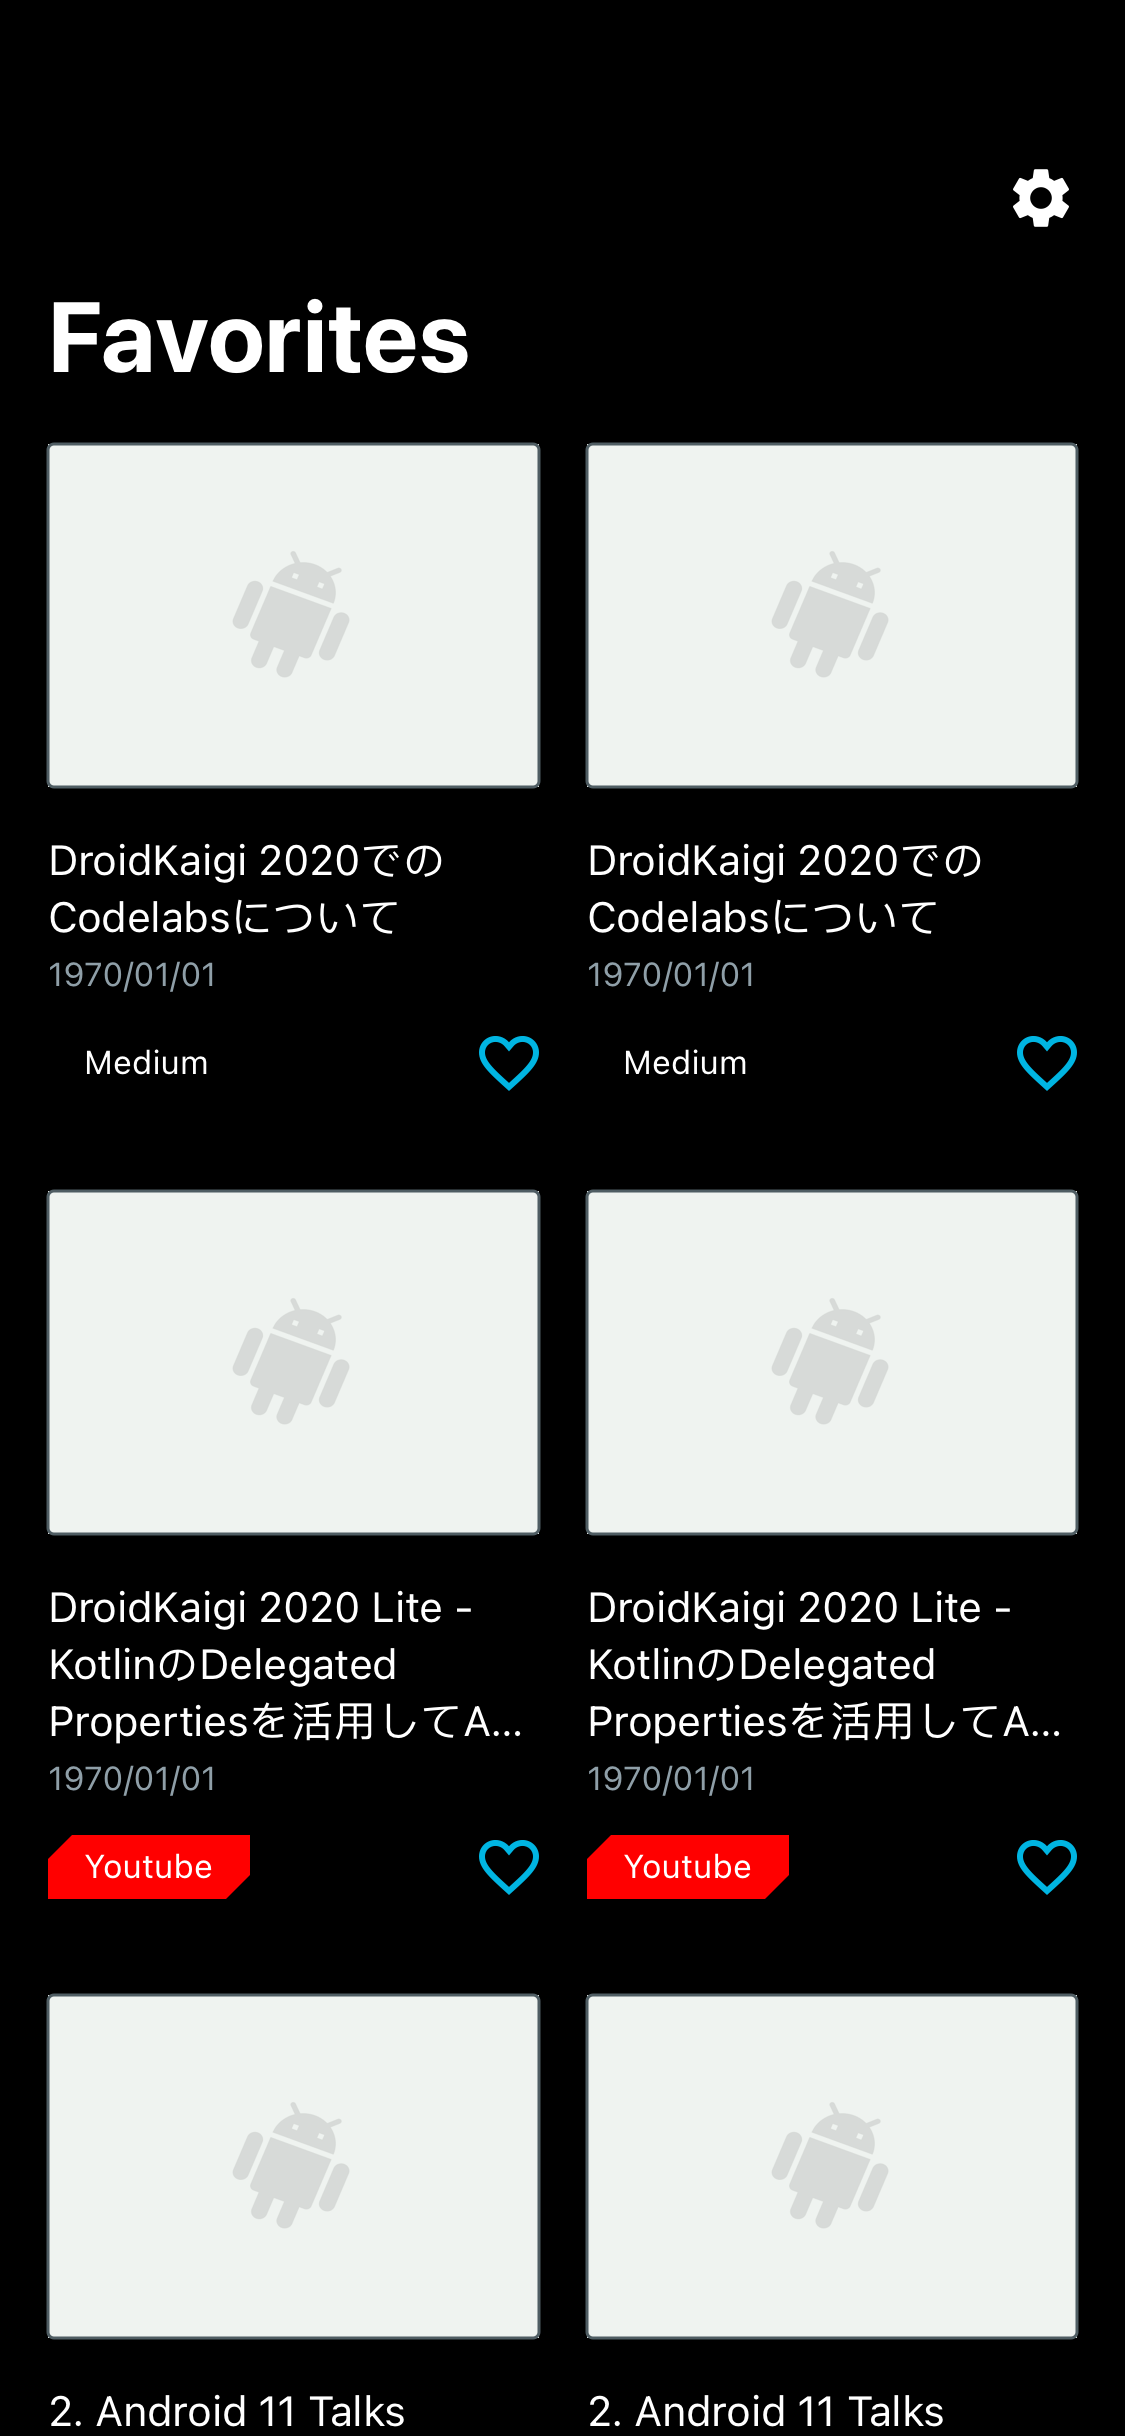 Favorites
DroidKaigi 2020での
Codelabsについて
1970/01/01
Medium
DroidKaigi 2020での
Codelabsについて
1970/01/01
Medium
DroidKaigi 2020 Lite -
KotlinのDelegated
Propertiesを活用してA...
1970/01/01
Youtube
DroidKaigi 2020 Lite -
KotlinのDelegated
Propertiesを活用してA...
1970/01/01
Youtube
2. Android 11 Talks
2. Android 11 Talks